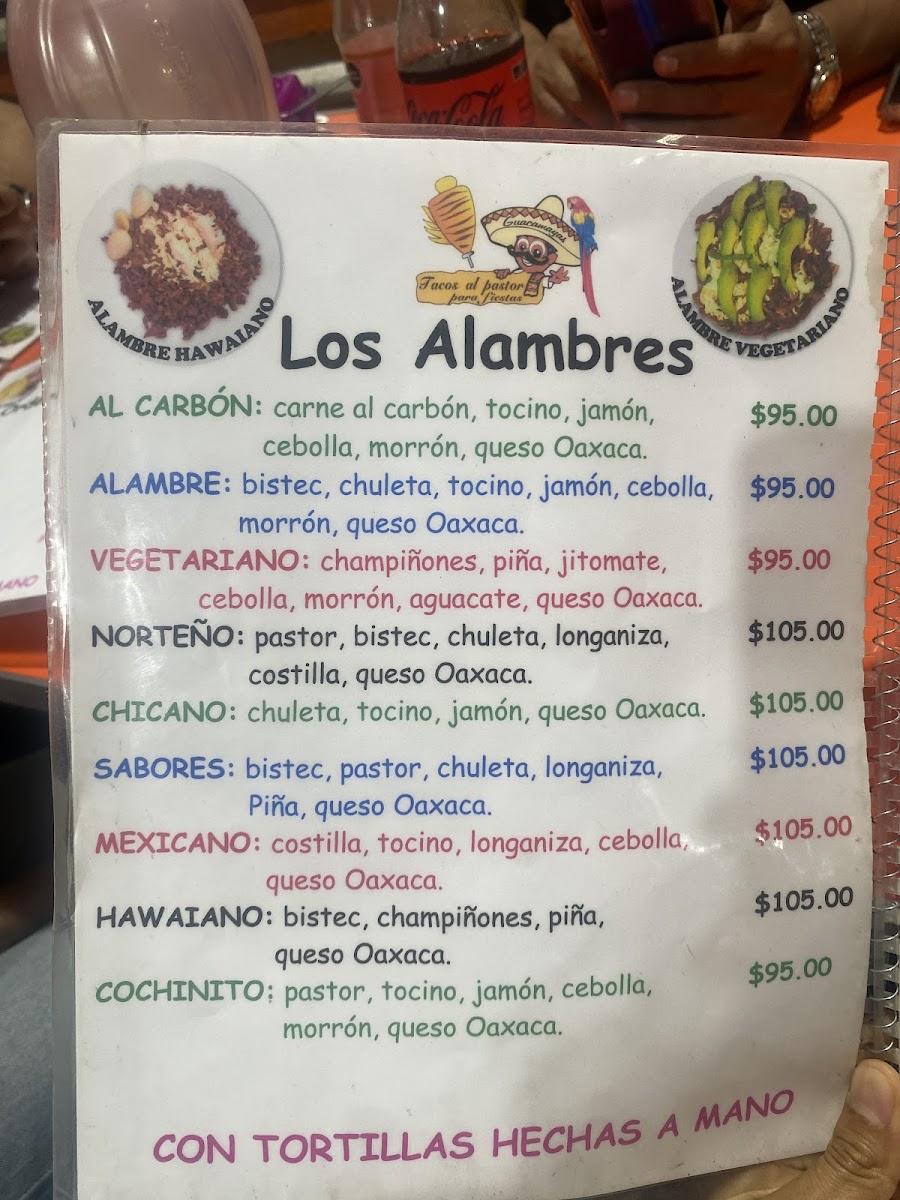 Coca-Cola
Guacamayas
Tacos al pastor
para fiestas
ALAMBRE HAWAIANO
ALAMBRE VEGETARIANO
Los Alambres
AL CARBÓN: carne al carbón, tocino, jamón, $95.00
cebolla, morrón, queso Oaxaca.
ALAMBRE: bistec, chuleta, tocino, jamón, cebolla, $95.00
morrón, queso Oaxaca.
VEGETARIANO: champiñones, piña, jitomate, $95.00
cebolla, morrón, aguacate, queso Oaxaca.
NORTEÑO: pastor, bistec, chuleta, longaniza, $105.00
costilla, queso Oaxaca.
CHICANO: chuleta, tocino, jamón, queso Oaxaca. $105.00
SABORES: bistec, pastor, chuleta, longaniza, $105.00
Piña, queso Oaxaca.
MEXICANO: costilla, tocino, longaniza, cebolla, $105.00
queso Oaxaca.
HAWAIANO: bistec, champiñones, piña, $105.00
queso Oaxaca.
COCHINITO: pastor, tocino, jamón, cebolla, $95.00
morrón, queso Oaxaca.
CON TORTILLAS HECHAS A MANO